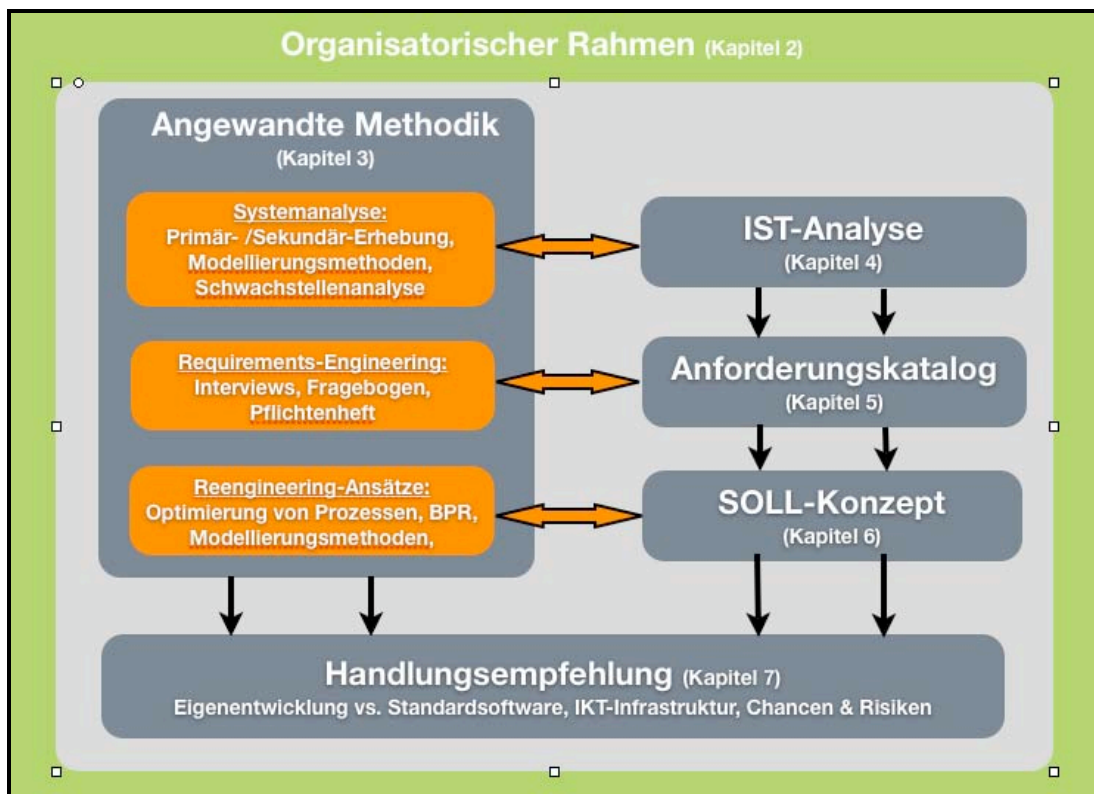 Organisatorischer Rahmen (Kapitel 2)
Angewandte Methodik
(Kapitel 3)
Systemanalyse:
Primär- /Sekundär-Erhebung,
Modellierungsmethoden,
Schwachstellenanalyse
IST-Analyse
(Kapitel 4)
Requirements-Engineering:
Interviews, Fragebogen,
Pflichtenheft
Anforderungskatalog
(Kapitel 5)
Reengineering-Ansätze:
Optimierung von Prozessen, BPR,
Modellierungsmethoden,
SOLL-Konzept
(Kapitel 6)
Handlungsempfehlung (Kapitel 7)
Eigenentwicklung vs. Standardsoftware, IKT-Infrastruktur, Chancen & Risiken